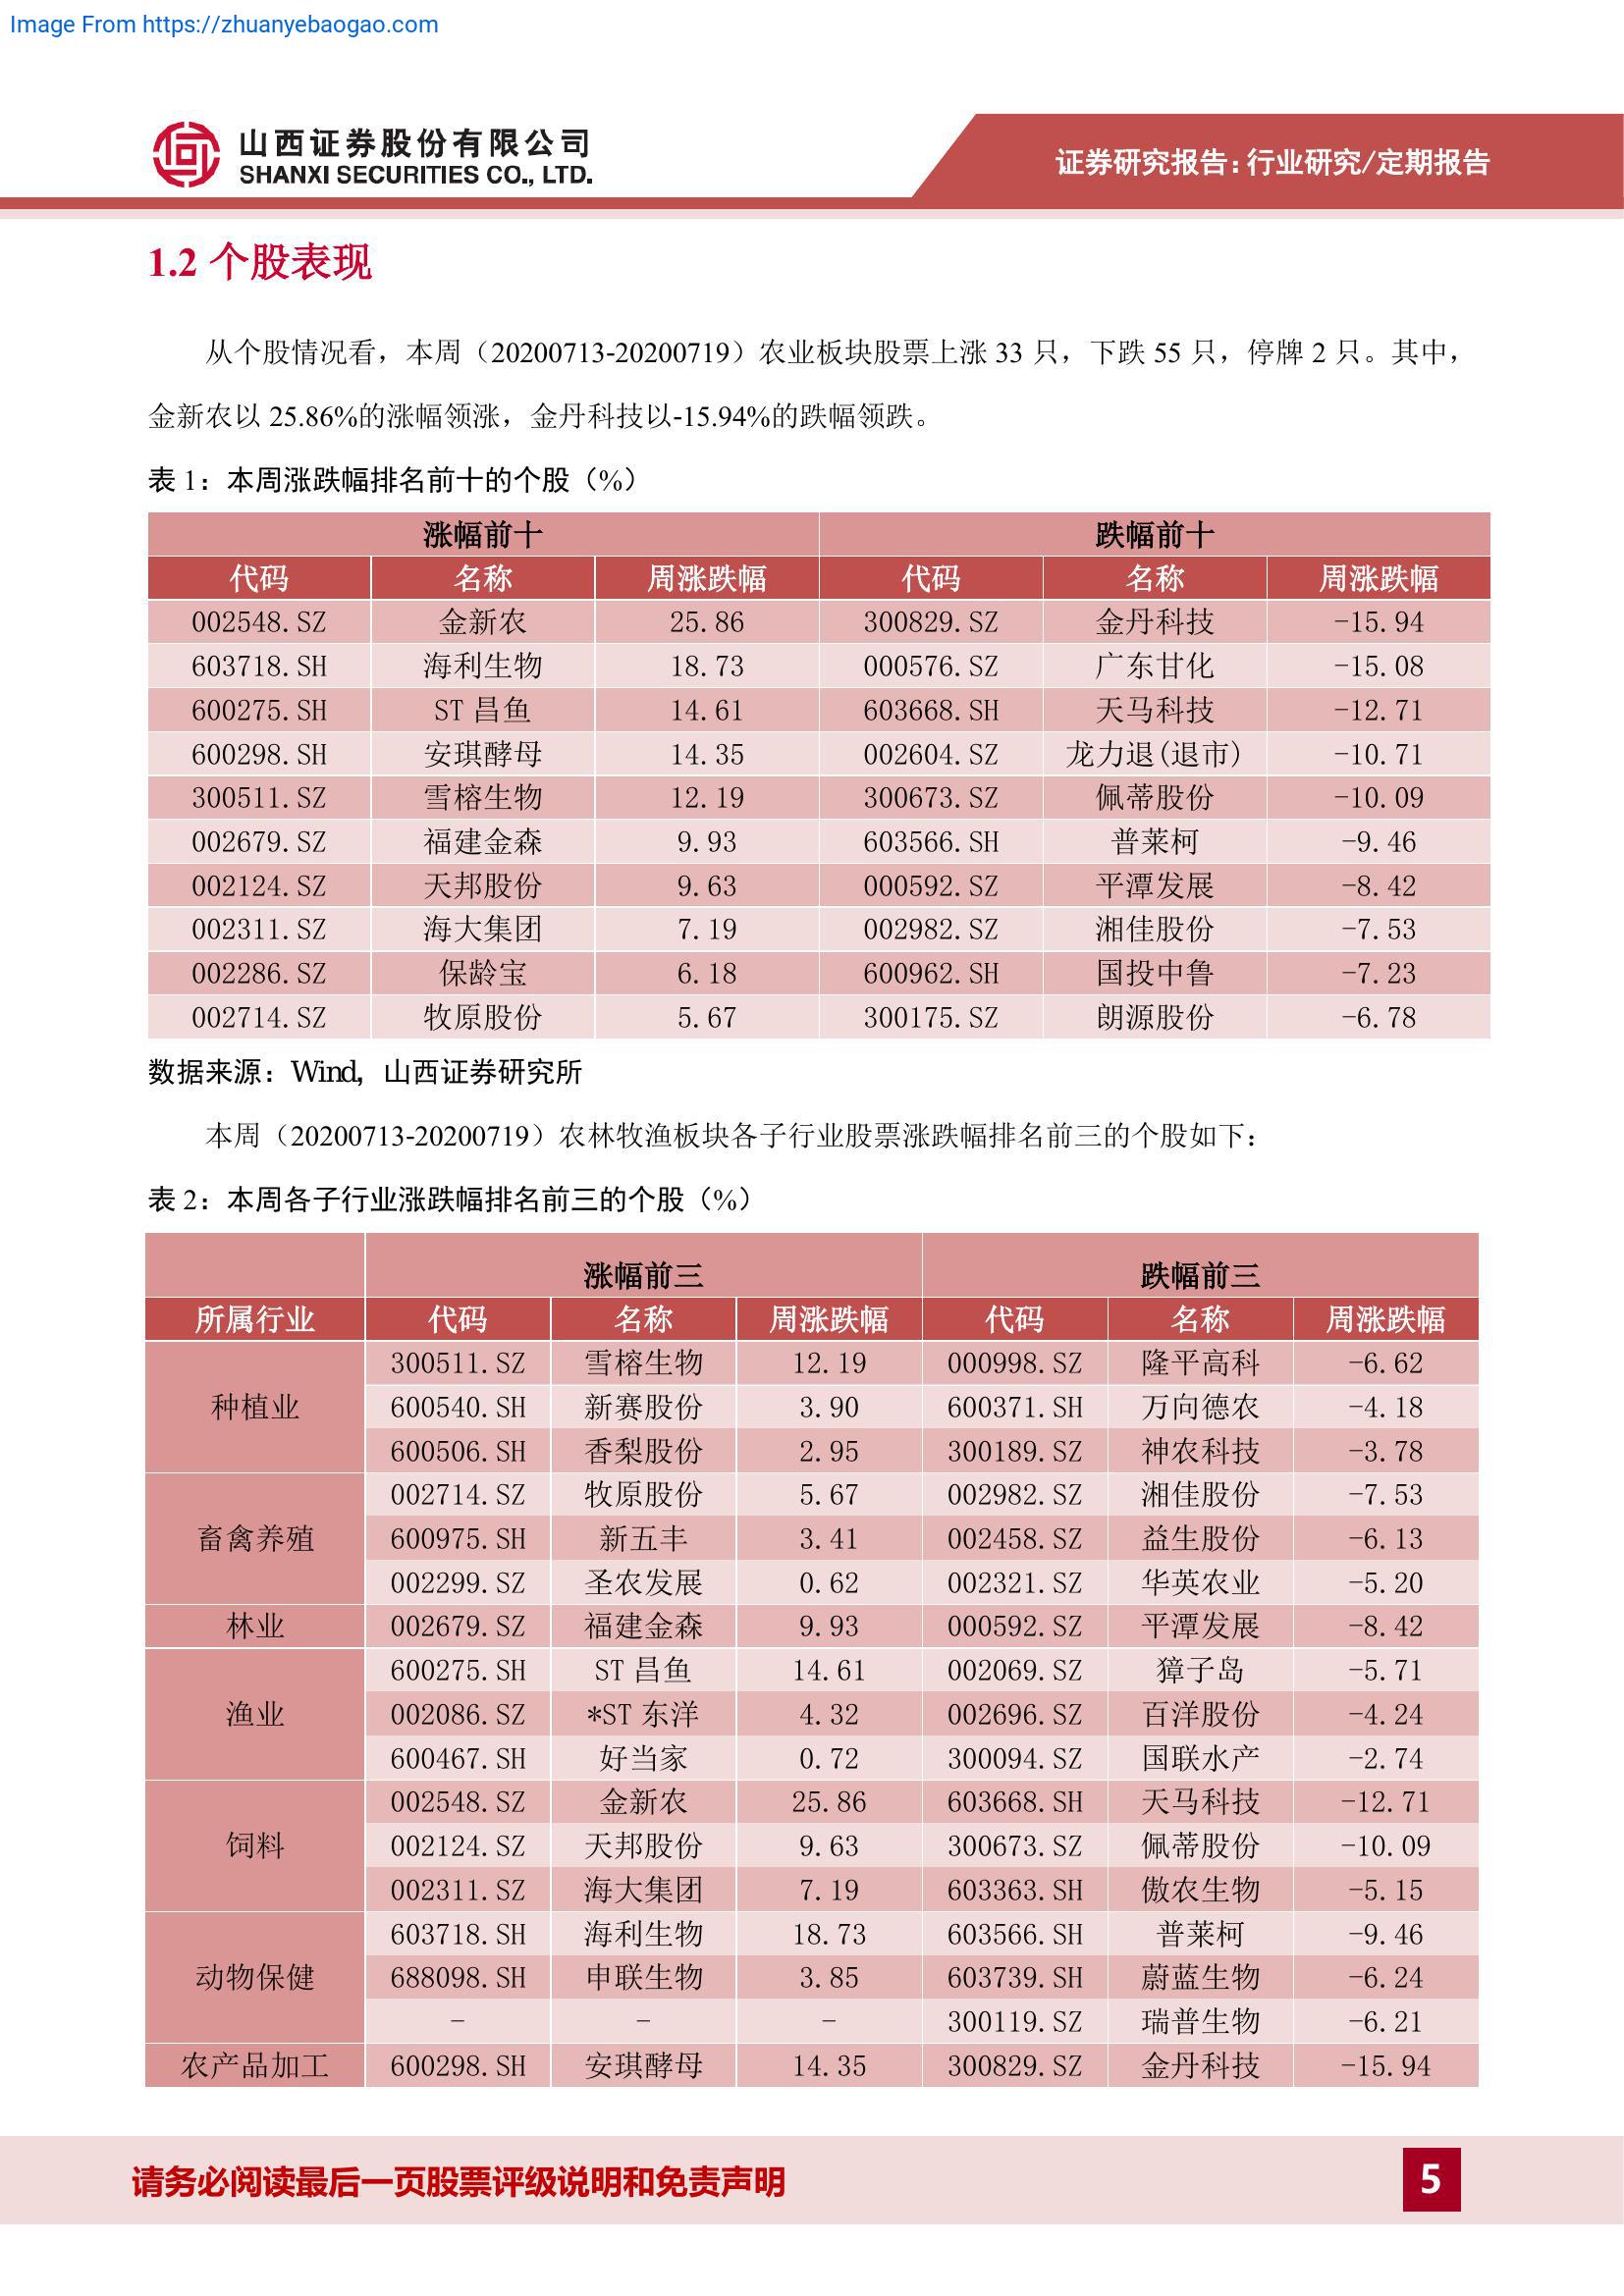 Image From https://zhuanyebaogao.com
山西证券股份有限公司
SHANXI SECURITIES CO., LTD.
证券研究报告：行业研究/定期报告
1.2 个股表现
从个股情况看，本周（20200713-20200719）农业板块股票上涨 33 只，下跌 55 只，停牌 2 只。其中，
金新农以 25.86%的涨幅领涨，金丹科技以-15.94%的跌幅领跌。
表 1：本周涨跌幅排名前十的个股（%）
涨幅前十 跌幅前十
代码 名称 周涨跌幅 代码 名称 周涨跌幅
002548.SZ 金新农 25.86 300829.SZ 金丹科技 -15.94
603718.SH 海利生物 18.73 000576.SZ 广东甘化 -15.08
600275.SH ST 昌鱼 14.61 603668.SH 天马科技 -12.71
600298.SH 安琪酵母 14.35 002604.SZ 龙力退(退市) -10.71
300511.SZ 雪榕生物 12.19 300673.SZ 佩蒂股份 -10.09
002679.SZ 福建金森 9.93 603566.SH 普莱柯 -9.46
002124.SZ 天邦股份 9.63 000592.SZ 平潭发展 -8.42
002311.SZ 海大集团 7.19 002982.SZ 湘佳股份 -7.53
002286.SZ 保龄宝 6.18 600962.SH 国投中鲁 -7.23
002714.SZ 牧原股份 5.67 300175.SZ 朗源股份 -6.78
数据来源：Wind，山西证券研究所
本周（20200713-20200719）农林牧渔板块各子行业股票涨跌幅排名前三的个股如下：
表 2：本周各子行业涨跌幅排名前三的个股（%）
涨幅前三 跌幅前三
所属行业 代码 名称 周涨跌幅 代码 名称 周涨跌幅
300511.SZ 雪榕生物 12.19 000998.SZ 隆平高科 -6.62
种植业 600540.SH 新赛股份 3.90 600371.SH 万向德农 -4.18
600506.SH 香梨股份 2.95 300189.SZ 神农科技 -3.78
002714.SZ 牧原股份 5.67 002982.SZ 湘佳股份 -7.53
畜禽养殖 600975.SH 新五丰 3.41 002458.SZ 益生股份 -6.13
002299.SZ 圣农发展 0.62 002321.SZ 华英农业 -5.20
林业 002679.SZ 福建金森 9.93 000592.SZ 平潭发展 -8.42
600275.SH ST 昌鱼 14.61 002069.SZ 獐子岛 -5.71
渔业 002086.SZ *ST 东洋 4.32 002696.SZ 百洋股份 -4.24
600467.SH 好当家 0.72 300094.SZ 国联水产 -2.74
002548.SZ 金新农 25.86 603668.SH 天马科技 -12.71
饲料 002124.SZ 天邦股份 9.63 300673.SZ 佩蒂股份 -10.09
002311.SZ 海大集团 7.19 603363.SH 傲农生物 -5.15
603718.SH 海利生物 18.73 603566.SH 普莱柯 -9.46
动物保健 688098.SH 申联生物 3.85 603739.SH 蔚蓝生物 -6.24
- - - 300119.SZ 瑞普生物 -6.21
农产品加工 600298.SH 安琪酵母 14.35 300829.SZ 金丹科技 -15.94
请务必阅读最后一页股票评级说明和免责声明
5